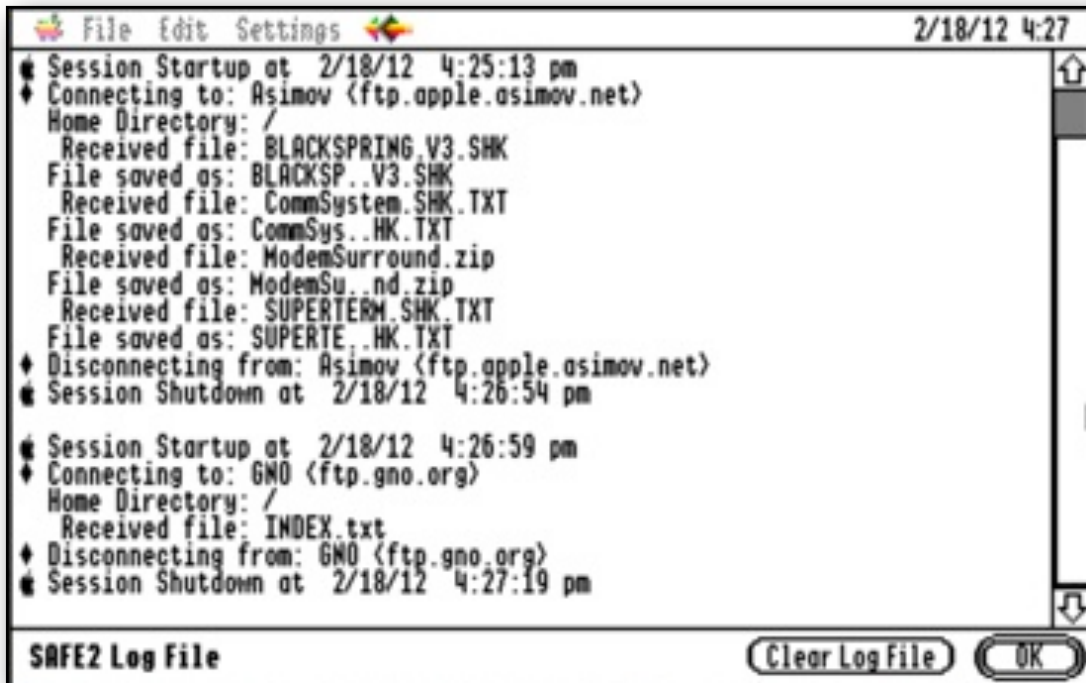 File Edit Settings 2/18/12 4:27
Session Startup at 2/18/12 4:25:13 pm
Connecting to: Asimov <ftp.apple.asimov.net>
Home Directory: /
Received file: BLACKSPRING.V3.SHK
File saved as: BLACKSP..V3.SHK
Received file: CommSystem.SHK.TXT
File saved as: CommSys..HK.TXT
Received file: ModemSurround.zip
File saved as: ModemSu..nd.zip
Received file: SUPERTERM.SHK.TXT
File saved as: SUPERTE..HK.TXT
Disconnecting from: Asimov <ftp.apple.asimov.net>
Session Shutdown at 2/18/12 4:26:54 pm
Session Startup at 2/18/12 4:26:59 pm
Connecting to: GNO <ftp.gno.org>
Home Directory: /
Received file: INDEX.txt
Disconnecting from: GNO <ftp.gno.org>
Session Shutdown at 2/18/12 4:27:19 pm
SAFE2 Log File Clear Log File OK